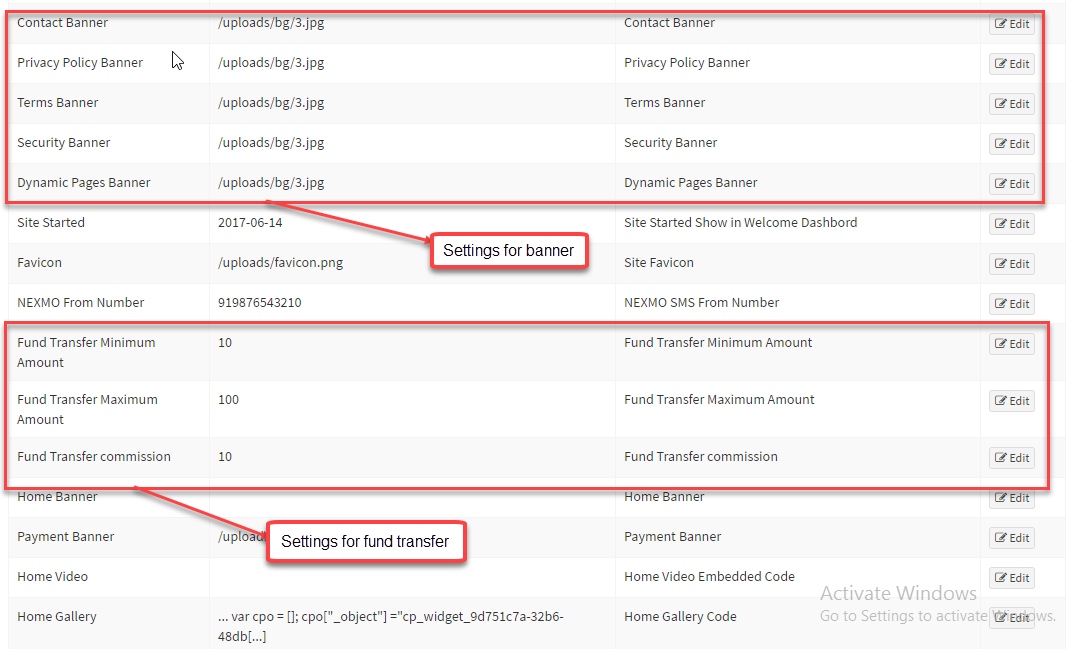 Contact Banner /uploads/bg/3.jpg Contact Banner Edit
Privacy Policy Banner /uploads/bg/3.jpg Privacy Policy Banner Edit
Terms Banner /uploads/bg/3.jpg Terms Banner Edit
Security Banner /uploads/bg/3.jpg Security Banner Edit
Dynamic Pages Banner /uploads/bg/3.jpg Dynamic Pages Banner Edit
Site Started 2017-06-14 Site Started Show in Welcome Dashbord Edit
Settings for banner
Favicon /uploads/favicon.png Site Favicon Edit
NEXMO From Number 919876543210 NEXMO SMS From Number Edit
Fund Transfer Minimum 10 Fund Transfer Minimum Amount Edit
Amount
Fund Transfer Maximum 100 Fund Transfer Maximum Amount Edit
Amount
Fund Transfer commission 10 Fund Transfer commission Edit
Home Banner Home Banner Edit
Payment Banner Payment Banner Edit
Settings for fund transfer
Home Video Home Video Embedded Code Edit
Activate Windows
Home Gallery ... var cpo = []; cpo["_object"] ="cp_widget_9d751c7a-32b6- Home Gallery Code Edit
Go to Settings to activate Windows.
48db[...]